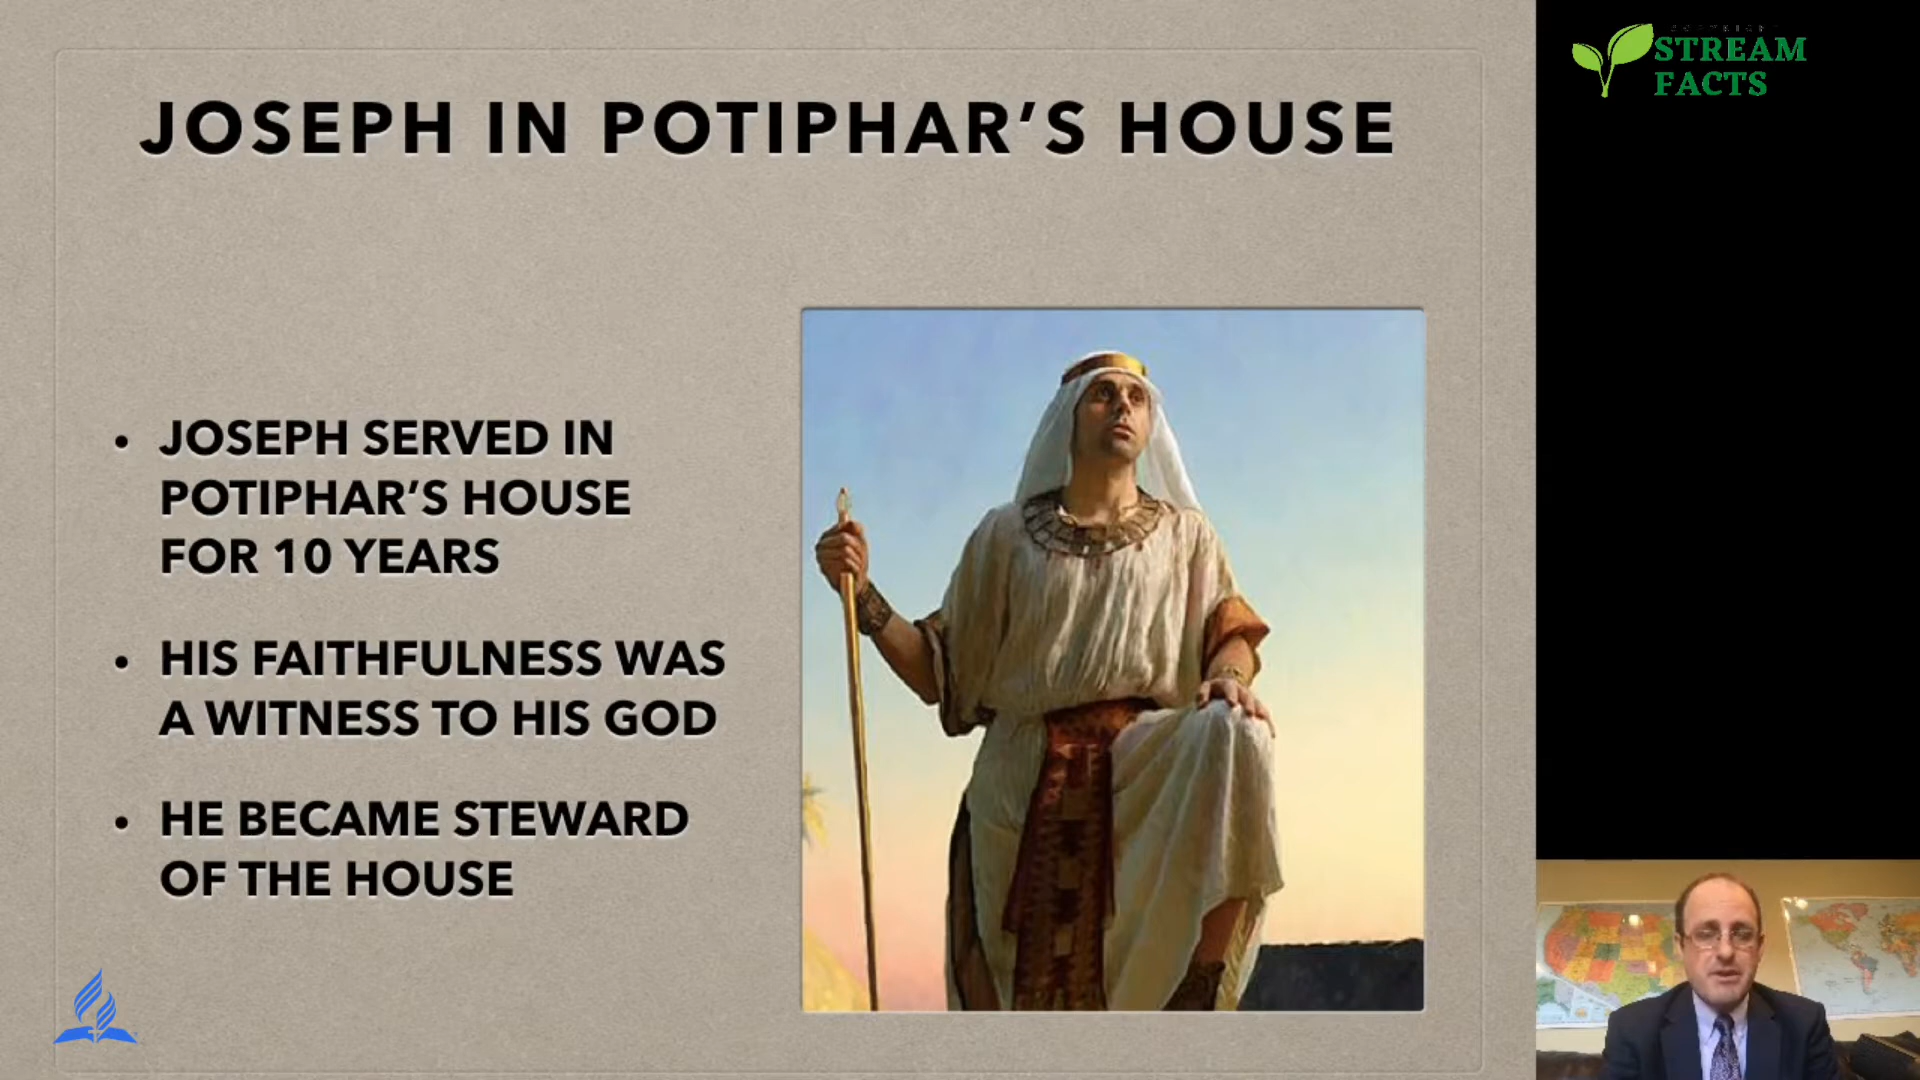 JOSEPH IN POTIPHAR’S HOUSE
STREAM
FACTS
• JOSEPH SERVED IN
POTIPHAR’S HOUSE
FOR 10 YEARS
• HIS FAITHFULNESS WAS
A WITNESS TO HIS GOD
• HE BECAME STEWARD
OF THE HOUSE